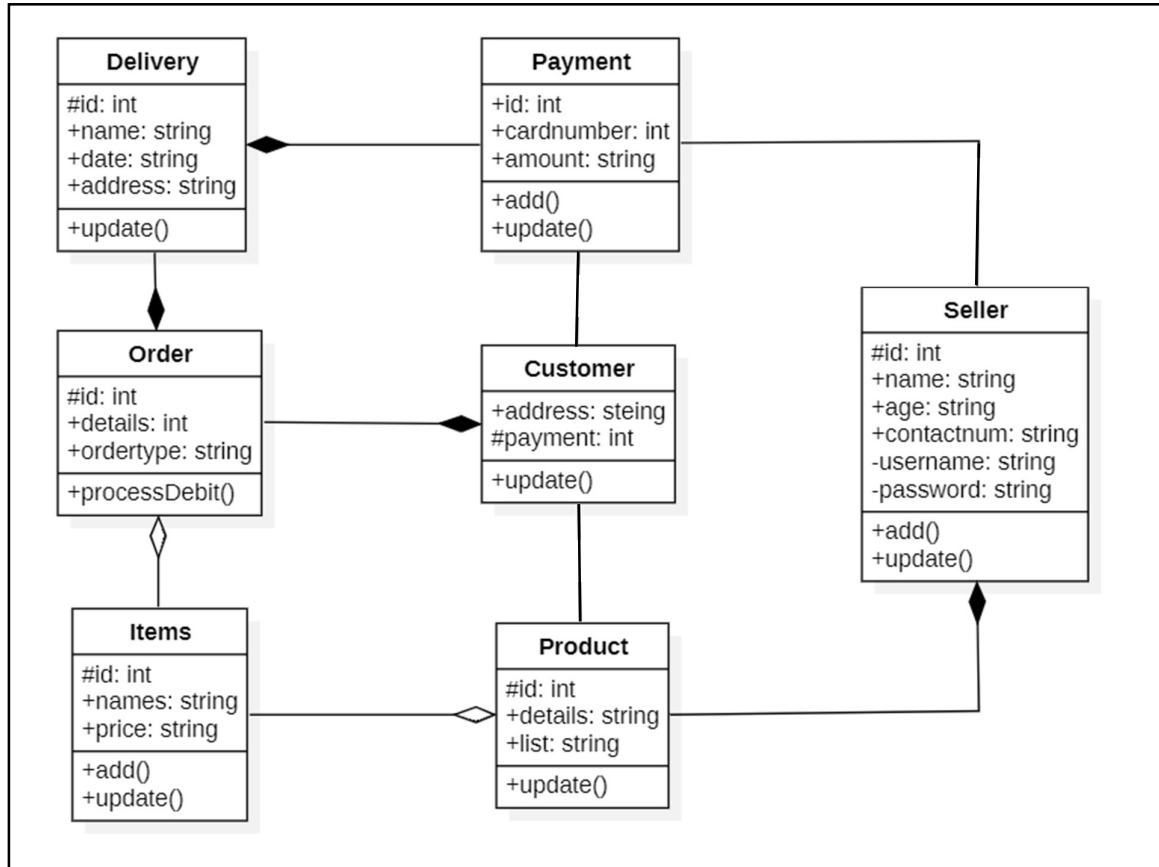 Delivery
#id: int
+name: string
+date: string
+address: string
+update()
Payment
+id: int
+cardnumber: int
+amount: string
+add()
+update()
Order
#id: int
+details: int
+ordertype: string
+processDebit()
Customer
+address: steing
#payment: int
+update()
Seller
#id: int
+name: string
+age: string
+contactnum: string
-username: string
-password: string
+add()
+update()
Items
#id: int
+names: string
+price: string
+add()
+update()
Product
#id: int
+details: string
+list: string
+update()